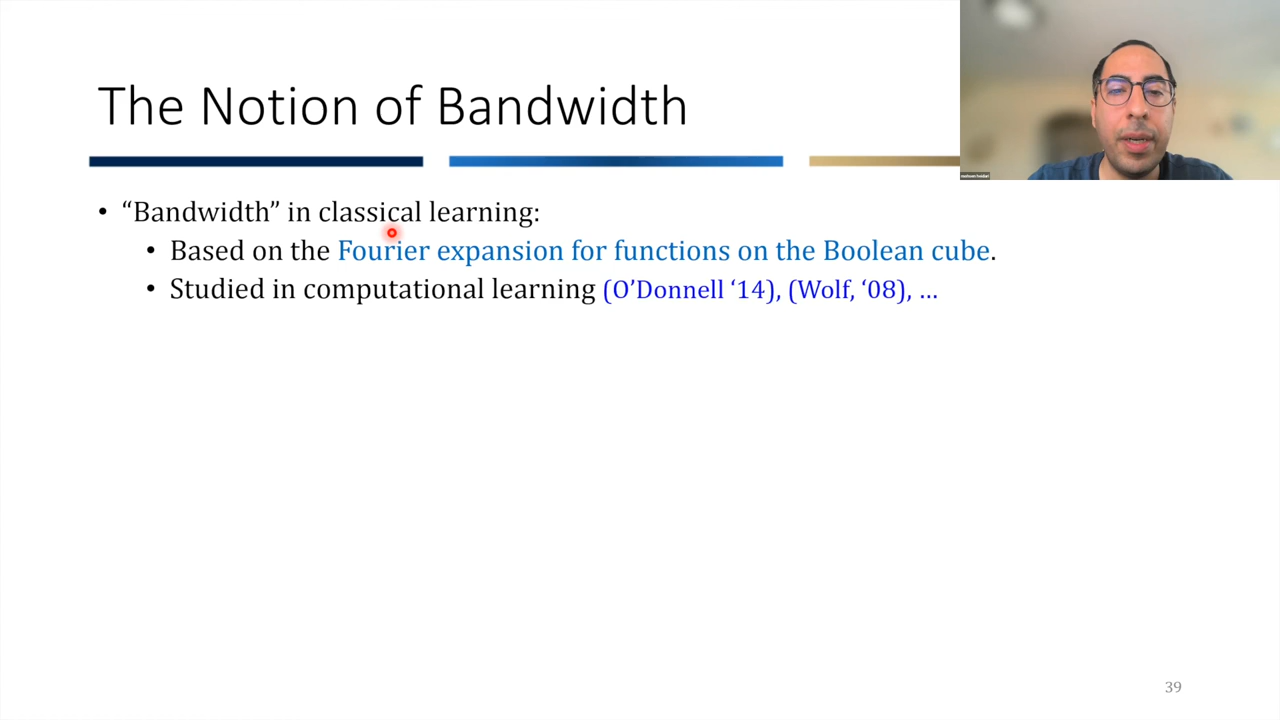 The Notion of Bandwidth
• “Bandwidth” in classical learning:
• Based on the Fourier expansion for functions on the Boolean cube.
• Studied in computational learning (O’Donnell ‘14), (Wolf, ‘08), …
39